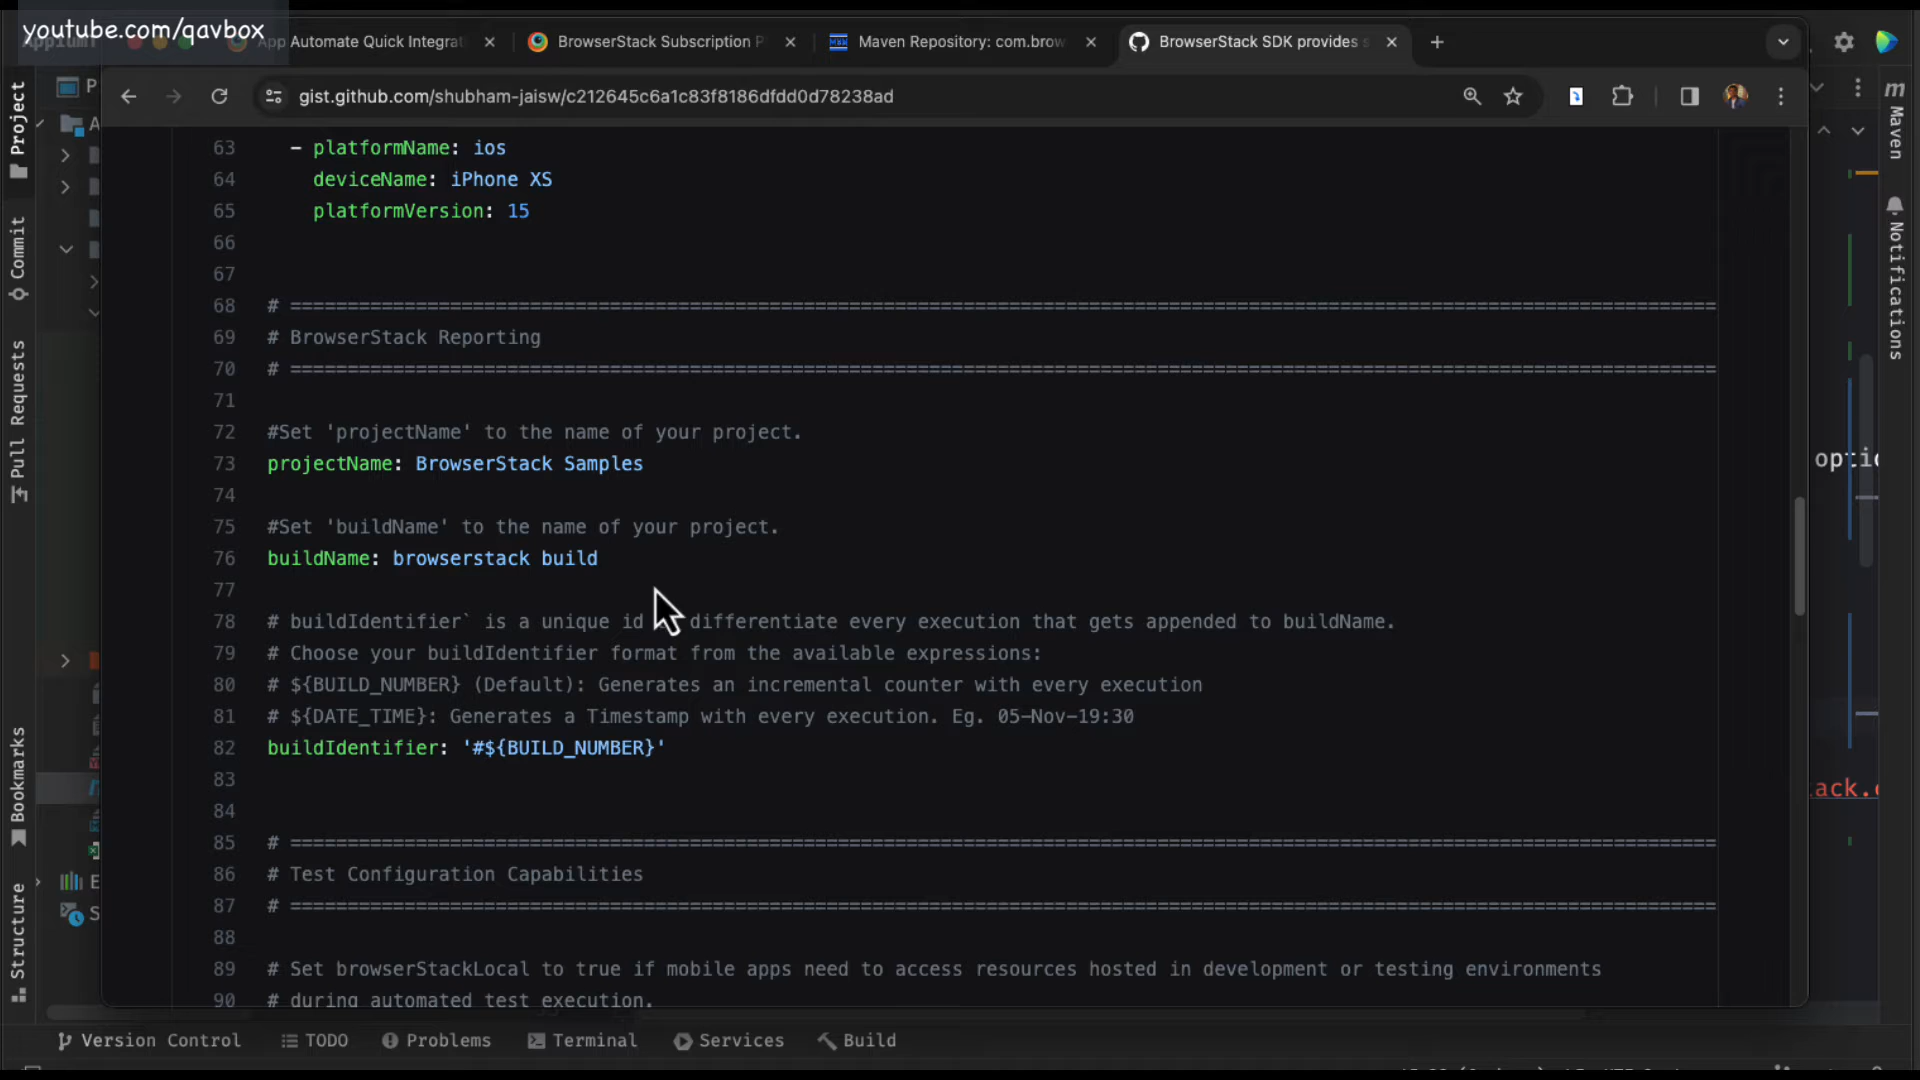 youtube.com/qavbox
App Automate Quick Integrat
BrowserStack Subscription P
Maven Repository: com.brow
BrowserStack SDK provides s
gist.github.com/shubham-jaisw/c212645c6a1c83f8186dfdd0d78238ad
Project
Commit
Pull Requests
Bookmarks
Structure
63 - platformName: ios
64 deviceName: iPhone XS
65 platformVersion: 15
66
67
68 # =============================================================================================================================
69 # BrowserStack Reporting
70 # =============================================================================================================================
71
72 #Set 'projectName' to the name of your project.
73 projectName: BrowserStack Samples
74
75 #Set 'buildName' to the name of your project.
76 buildName: browserstack build
77
78 # buildIdentifier` is a unique id differentiate every execution that gets appended to buildName.
79 # Choose your buildIdentifier format from the available expressions:
80 # ${BUILD_NUMBER} (Default): Generates an incremental counter with every execution
81 # ${DATE_TIME}: Generates a Timestamp with every execution. Eg. 05-Nov-19:30
82 buildIdentifier: '#${BUILD_NUMBER}'
83
84
85 # =============================================================================================================================
86 # Test Configuration Capabilities
87 # =============================================================================================================================
88
89 # Set browserStackLocal to true if mobile apps need to access resources hosted in development or testing environments
90 # during automated test execution.
m
Maven
Notifications
optio
ack.
Version Control
TODO
Problems
Terminal
Services
Build